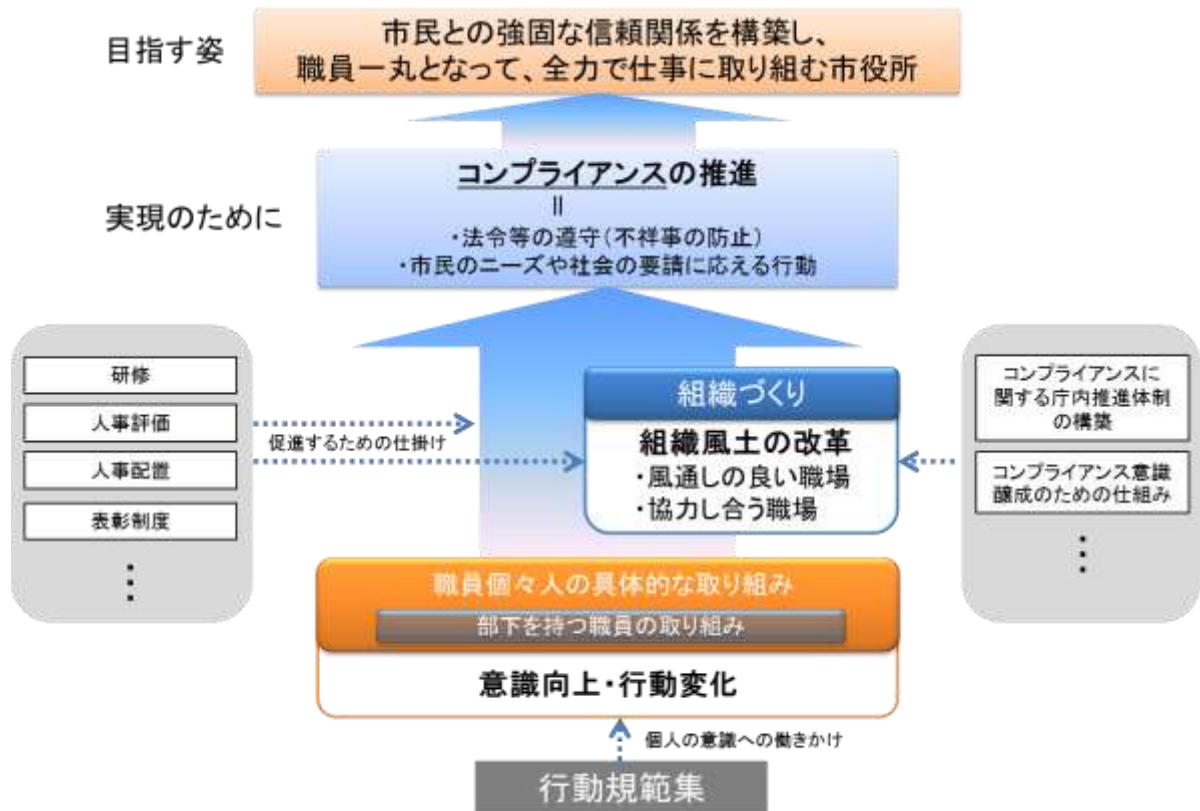 目指す姿
市民との強固な信頼関係を構築し、
職員一丸となって、全力で仕事に取り組む市役所
実現のために
コンプライアンスの推進
||
・法令等の遵守(不祥事の防止)
・市民のニーズや社会の要請に応える行動
研修
人事評価
人事配置
表彰制度
⋮
促進するための仕掛け
組織づくり
組織風土の改革
・風通しの良い職場
・協力し合う職場
コンプライアンスに
関する庁内推進体制
の構築
コンプライアンス意識
醸成のための仕組み
⋮
職員個々人の具体的な取り組み
部下を持つ職員の取り組み
意識向上・行動変化
個人の意識への働きかけ
行動規範集